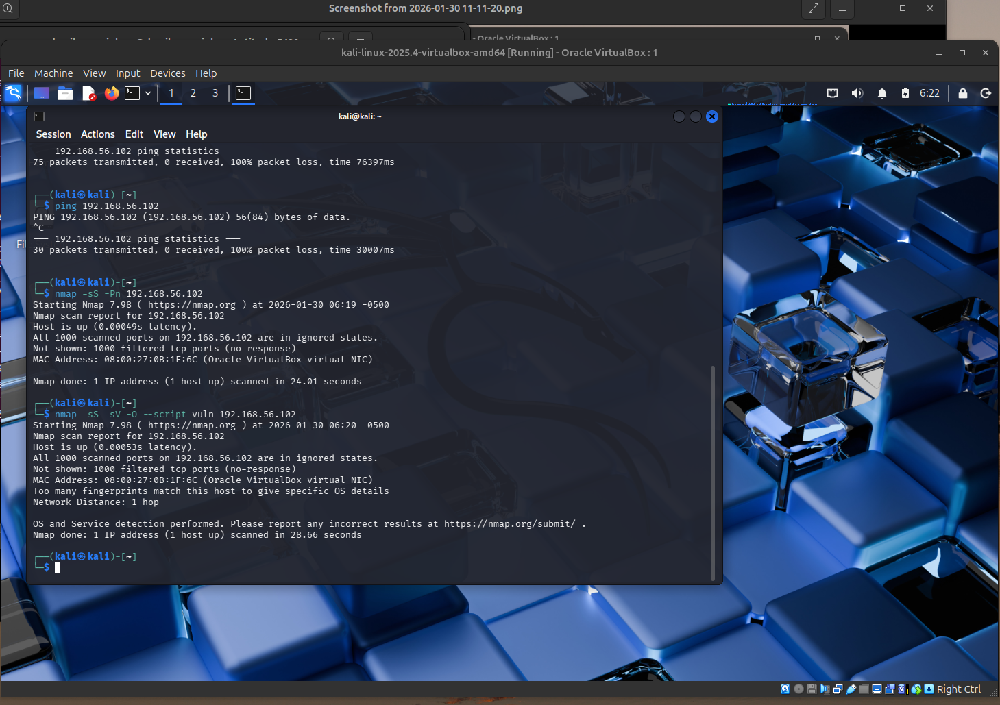 Screenshot from 2026-01-30 11-11-20.png
- Oracle VirtualBox : 1
kali-linux-2025.4-virtualbox-amd64 [Running] - Oracle VirtualBox : 1
File Machine View Input Devices Help
1 2 3 6:22
kali@kali: ~
Session Actions Edit View Help
— 192.168.56.102 ping statistics —
75 packets transmitted, 0 received, 100% packet loss, time 76397ms
┌──(kali㉿kali)-[~]
└─$ ping 192.168.56.102
PING 192.168.56.102 (192.168.56.102) 56(84) bytes of data.
^C
— 192.168.56.102 ping statistics —
30 packets transmitted, 0 received, 100% packet loss, time 30007ms
┌──(kali㉿kali)-[~]
└─$ nmap -sS -Pn 192.168.56.102
Starting Nmap 7.98 ( https://nmap.org ) at 2026-01-30 06:19 -0500
Nmap scan report for 192.168.56.102
Host is up (0.00049s latency).
All 1000 scanned ports on 192.168.56.102 are in ignored states.
Not shown: 1000 filtered tcp ports (no-response)
MAC Address: 08:00:27:0B:1F:6C (Oracle VirtualBox virtual NIC)
Nmap done: 1 IP address (1 host up) scanned in 24.01 seconds
┌──(kali㉿kali)-[~]
└─$ nmap -sS -sV -O --script vuln 192.168.56.102
Starting Nmap 7.98 ( https://nmap.org ) at 2026-01-30 06:20 -0500
Nmap scan report for 192.168.56.102
Host is up (0.00053s latency).
All 1000 scanned ports on 192.168.56.102 are in ignored states.
Not shown: 1000 filtered tcp ports (no-response)
MAC Address: 08:00:27:0B:1F:6C (Oracle VirtualBox virtual NIC)
Too many fingerprints match this host to give specific OS details
Network Distance: 1 hop
OS and Service detection performed. Please report any incorrect results at https://nmap.org/submit/ .
Nmap done: 1 IP address (1 host up) scanned in 28.66 seconds
┌──(kali㉿kali)-[~]
└─$
Fi
Right Ctrl